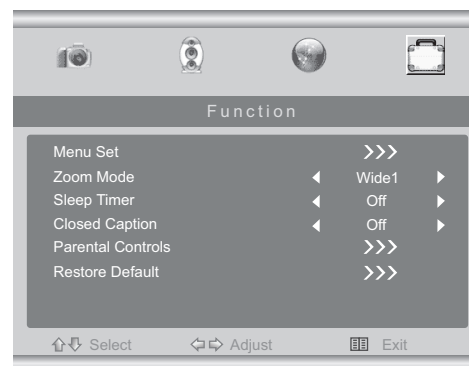 Function
Menu Set >>>
Zoom Mode Wide1
Sleep Timer Off
Closed Caption Off
Parental Controls >>>
Restore Default >>>
Select Adjust Exit